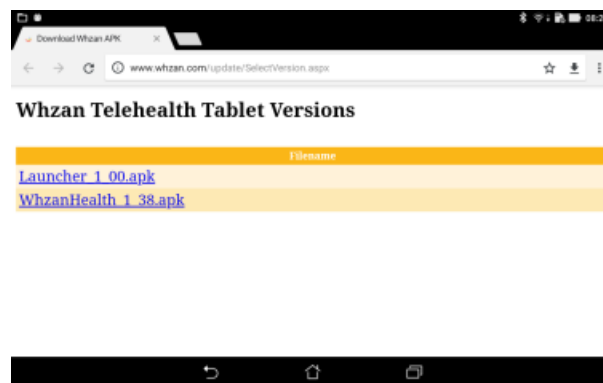 Download Whzan APK
www.whzan.com/update/SelectVersion.aspx
Whzan Telehealth Tablet Versions
Filename
Launcher_1_00.apk
WhzanHealth_1_38.apk